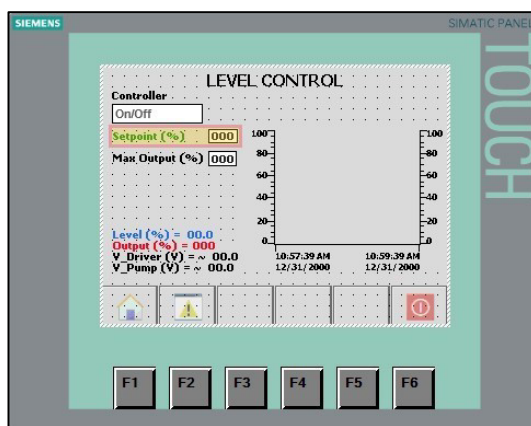 SIEMENS
SIMATIC PANEL
TOUCH
LEVEL CONTROL
Controller
On/Off
Setpoint (%) 000
Max Output (%) 000
100
80
60
40
20
0
100
80
60
40
20
0
Level (%) = 00.0
Output (%) = 000
V_Driver (V) = ~ 00.0
V_Pump (V) = ~ 00.0
10:57:39 AM 10:59:39 AM
12/31/2000 12/31/2000
F1 F2 F3 F4 F5 F6